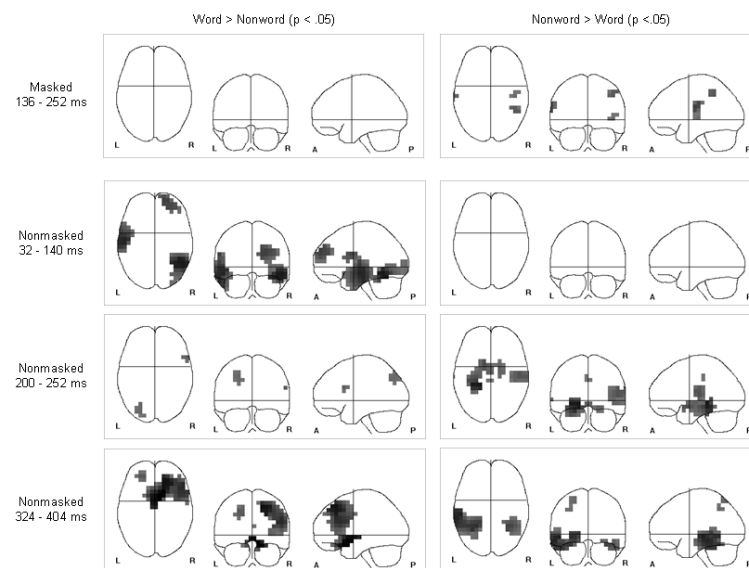 Word > Nonword (p < .05)
Nonword > Word (p <.05)
Masked
136 - 252 ms
L R L R A P
L R L R A P
Nonmasked
32 - 140 ms
L R L R A P
L R L R A P
Nonmasked
200 - 252 ms
L R L R A P
L R L R A P
Nonmasked
324 - 404 ms
L R L R A P
L R L R A P